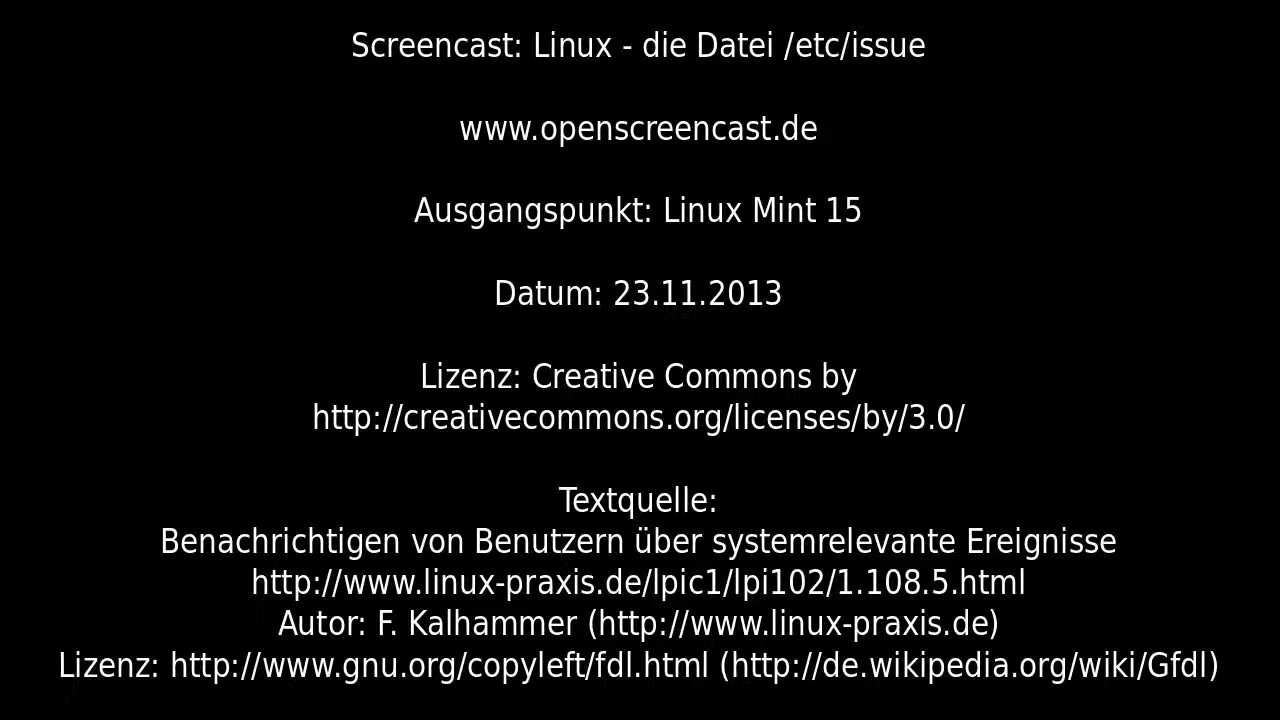 Screencast: Linux - die Datei /etc/issue
www.openscreencast.de
Ausgangspunkt: Linux Mint 15
Datum: 23.11.2013
Lizenz: Creative Commons by
http://creativecommons.org/licenses/by/3.0/
Textquelle:
Benachrichtigen von Benutzern über systemrelevante Ereignisse
http://www.linux-praxis.de/lpic1/lpi102/1.108.5.html
Autor: F. Kalhammer (http://www.linux-praxis.de)
Lizenz: http://www.gnu.org/copyleft/fdl.html (http://de.wikipedia.org/wiki/Gfdl)